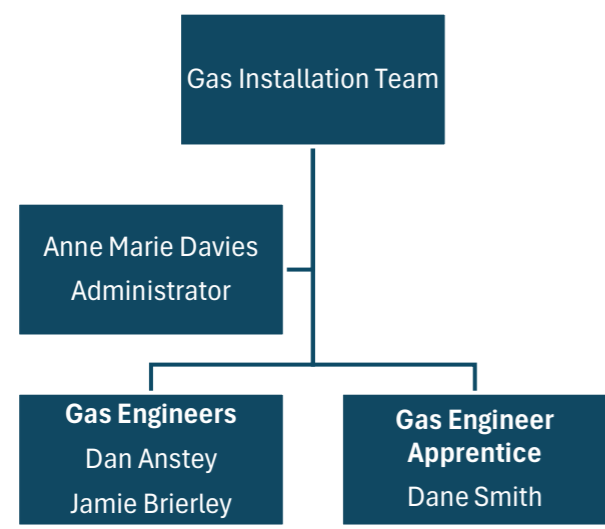 Gas Installation Team
Anne Marie Davies
Administrator
Gas Engineers
Dan Anstey
Jamie Brierley
Gas Engineer
Apprentice
Dane Smith